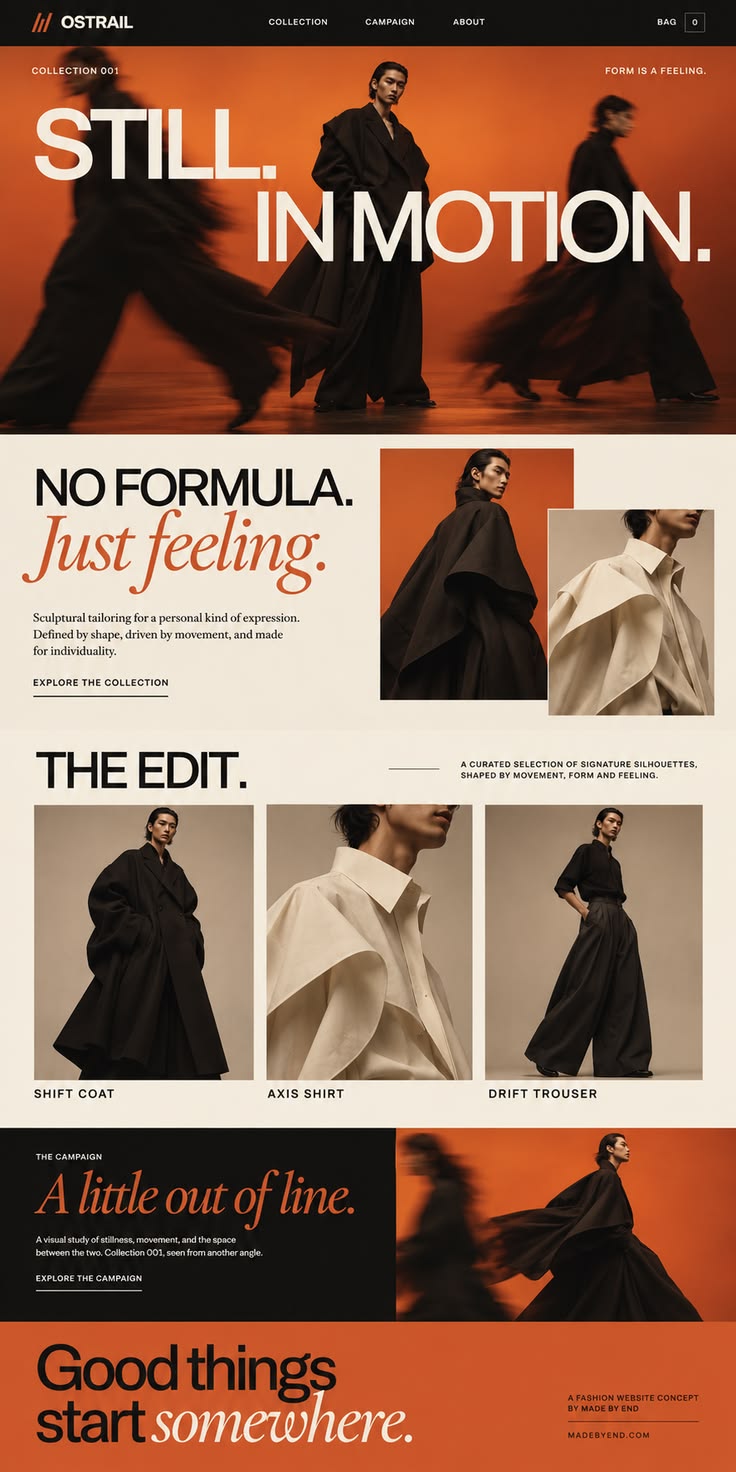 OSTRAIL
COLLECTION
CAMPAIGN
ABOUT
BAG
0
COLLECTION 001
FORM IS A FEELING.
STILL.
IN MOTION.
NO FORMULA.
Just feeling.
Sculptural tailoring for a personal kind of expression.
Defined by shape, driven by movement, and made
for individuality.
EXPLORE THE COLLECTION
THE EDIT.
A CURATED SELECTION OF SIGNATURE SILHOUETTES,
SHAPED BY MOVEMENT, FORM AND FEELING.
SHIFT COAT
AXIS SHIRT
DRIFT TROUSER
THE CAMPAIGN
A little out of line.
A visual study of stillness, movement, and the space
between the two. Collection 001, seen from another angle.
EXPLORE THE CAMPAIGN
Good things
start somewhere.
A FASHION WEBSITE CONCEPT
BY MADE BY END
MADEBYEND.COM